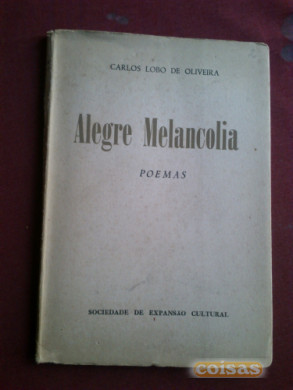 CARLOS LOBO DE OLIVEIRA
Alegre Melancolia
POEMAS
SOCIEDADE DE EXPANSÃO CULTURAL
coisas